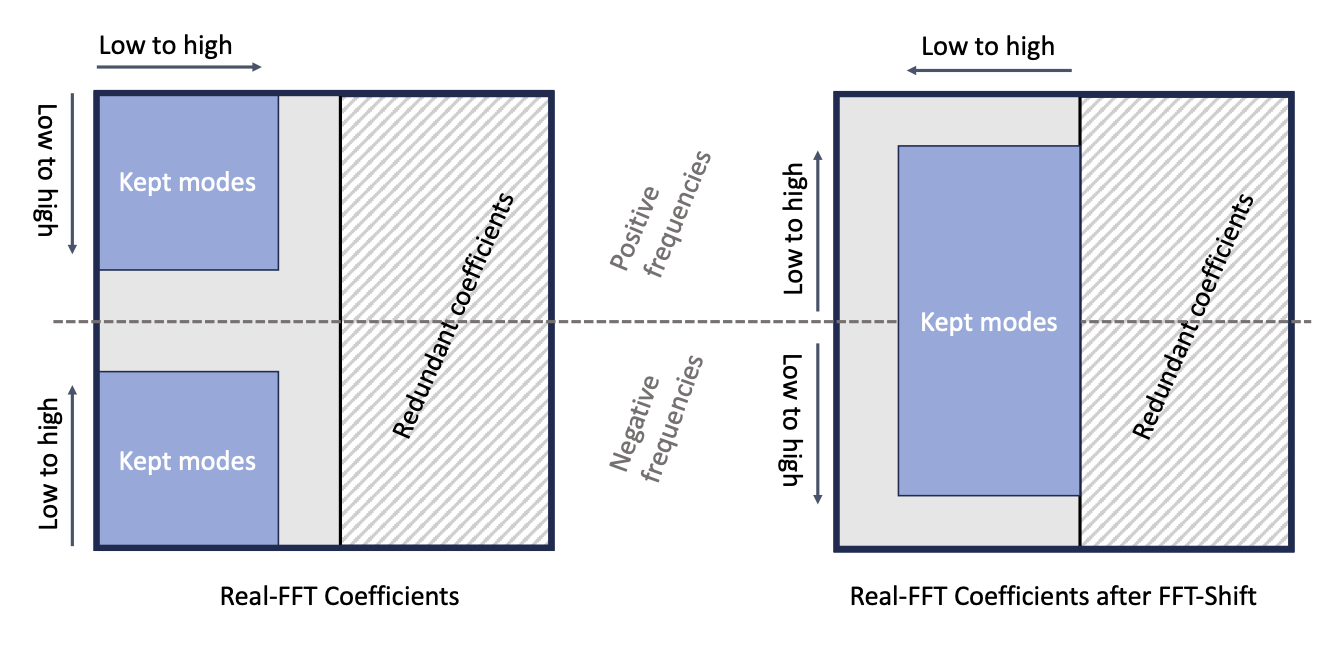 Low to high
Low to high
Kept modes
Low to high
Kept modes
Redundant coefficients
Real-FFT Coefficients
Positive
frequencies
Negative
frequencies
Low to high
Low to high
Low to high
Kept modes
Redundant coefficients
Real-FFT Coefficients after FFT-Shift